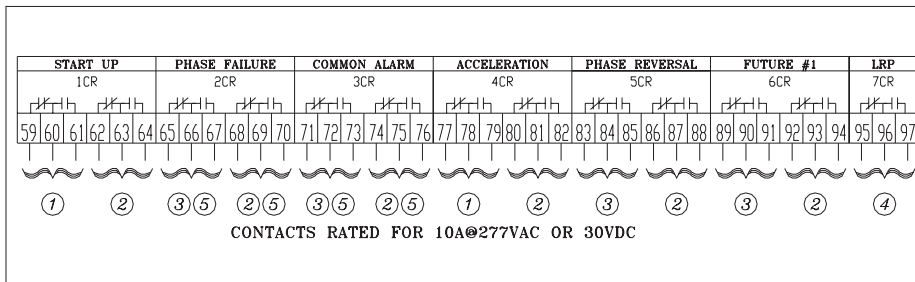 START UP PHASE FAILURE COMMON ALARM ACCELERATION PHASE REVERSAL FUTURE #1 LRP
1CR 2CR 3CR 4CR 5CR 6CR 7CR
59 60 61 62 63 64 65 66 67 68 69 70 71 72 73 74 75 76 77 78 79 80 81 82 83 84 85 86 87 88 89 90 91 92 93 94 95 96 97
1 2 3 5 2 5 3 5 2 5 1 2 3 2 3 2 4
CONTACTS RATED FOR 10A@277VAC OR 30VDC